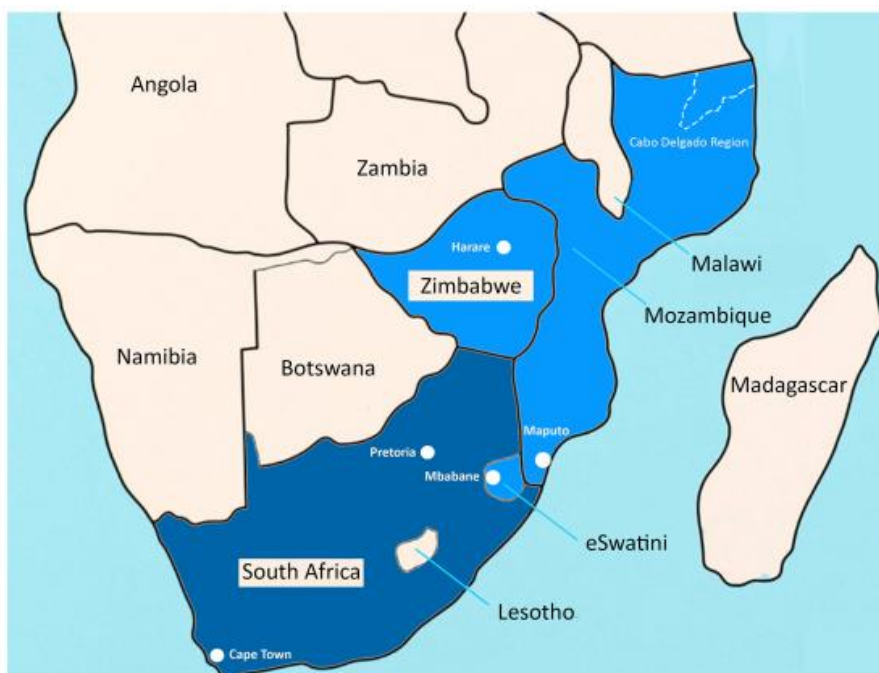 Angola
Cabo Delgado Region
Zambia
Harare
Malawi
Zimbabwe
Mozambique
Namibia
Botswana
Madagascar
Maputo
Pretoria
Mbabane
eSwatini
South Africa
Lesotho
Cape Town